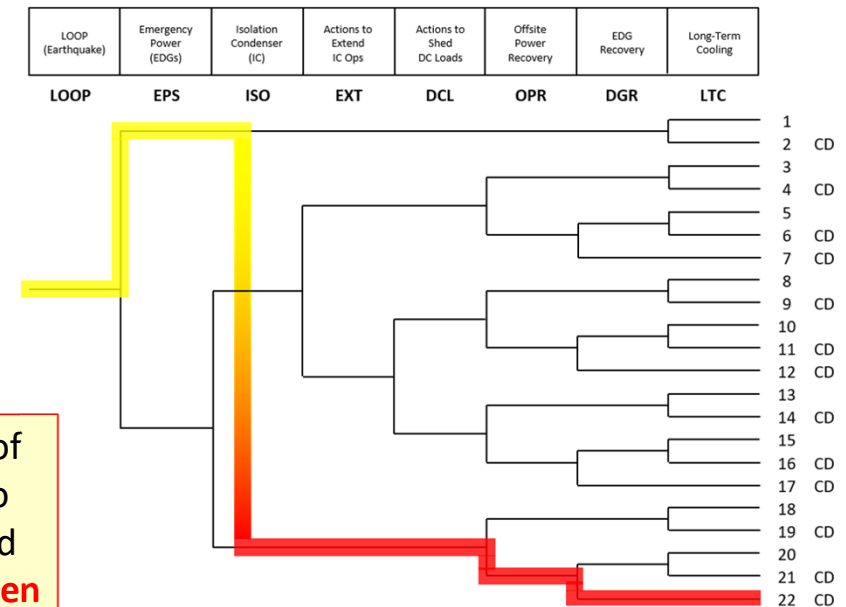 LOOP
(Earthquake)
Emergency
Power
(EDGs)
Isolation
Condenser
(IC)
Actions to
Extend
IC Ops
Actions to
Shed
DC Loads
Offsite
Power
Recovery
EDG
Recovery
Long-Term
Cooling
LOOP EPS ISO EXT DCL OPR DGR LTC
1
2 CD
3
4 CD
5
6 CD
7 CD
8
9 CD
10
11 CD
12 CD
13
14 CD
15
16 CD
17 CD
18
19 CD
20
21 CD
22 CD
of
en